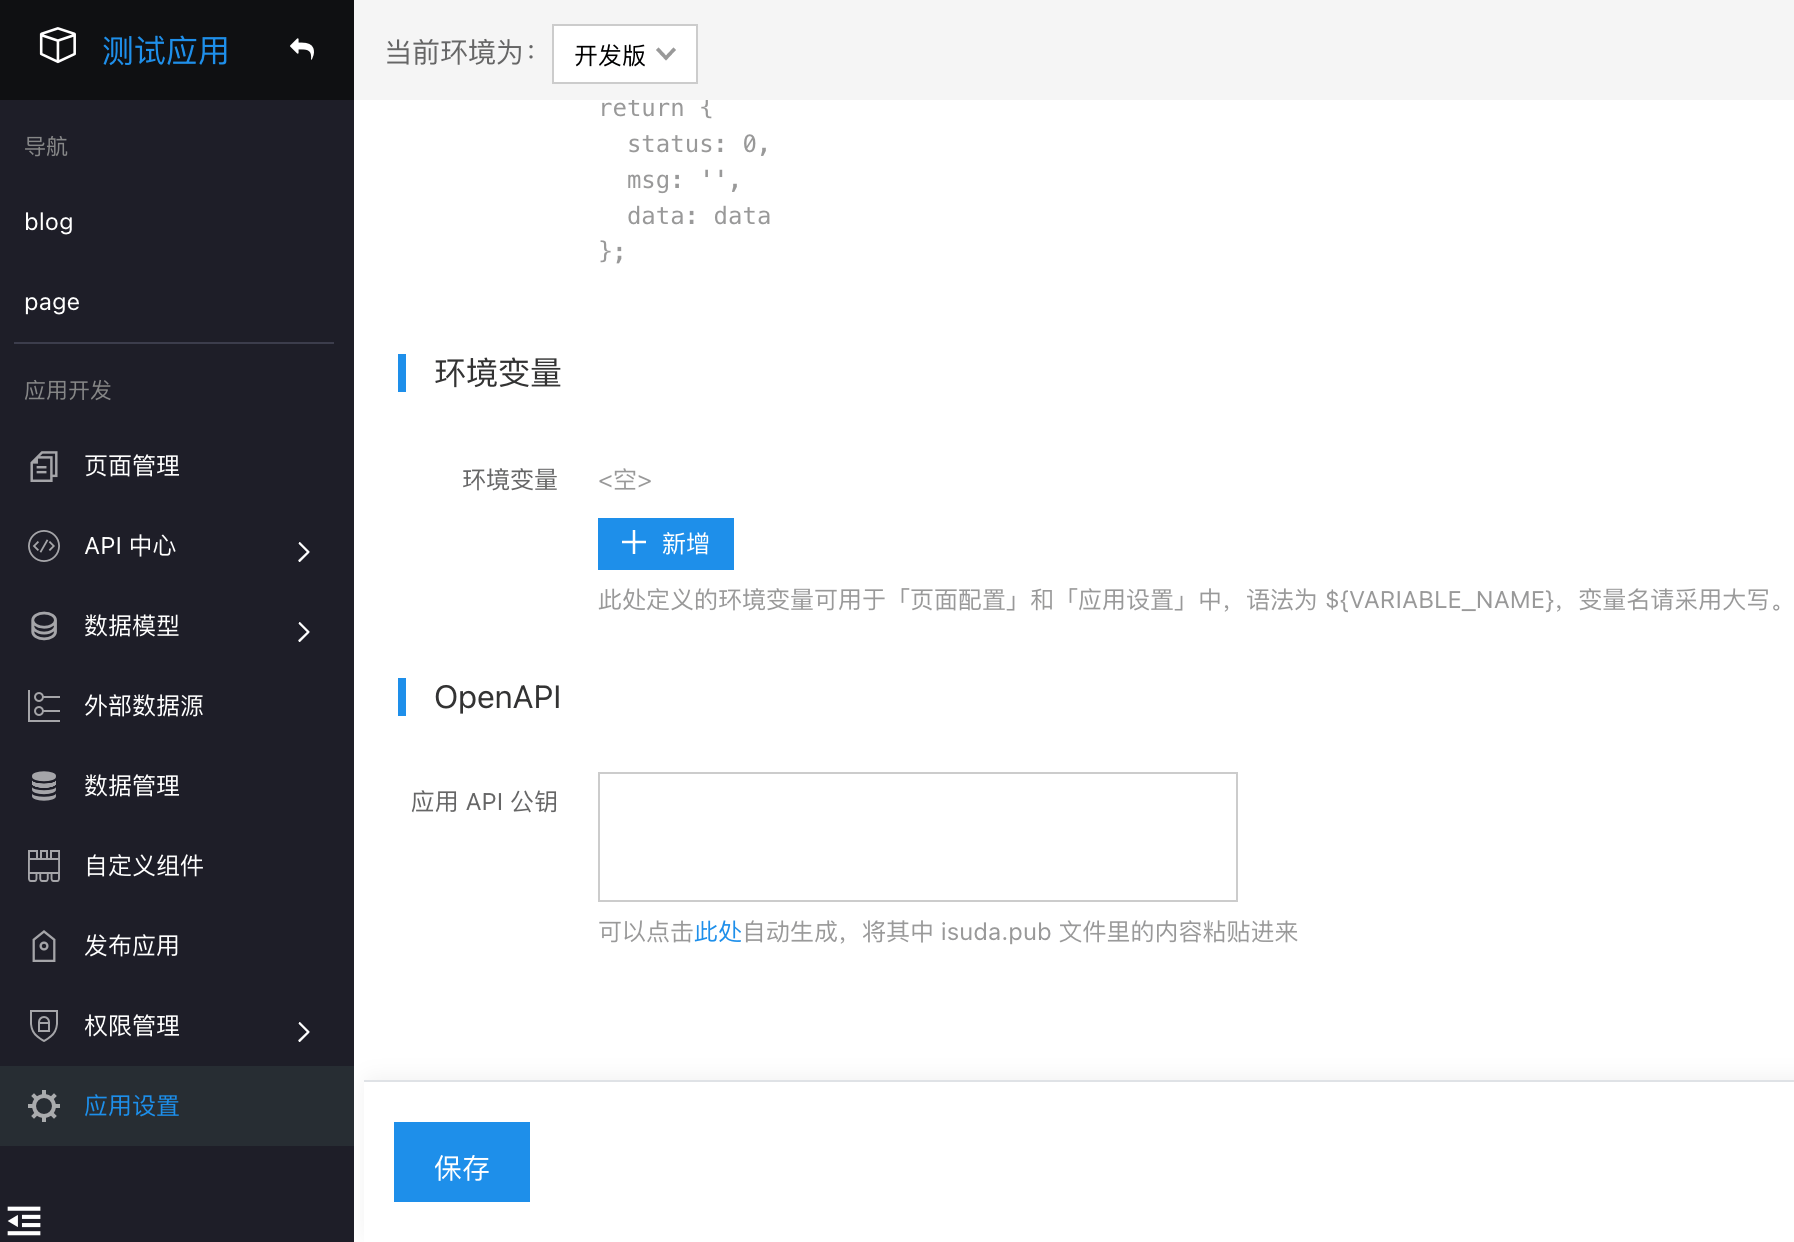 测试应用
当前环境为：
开发版
导航
blog
page
应用开发
页面管理
API 中心
数据模型
外部数据源
数据管理
自定义组件
发布应用
权限管理
应用设置
return {
status: 0,
msg: '',
data: data
};
环境变量
环境变量
<空>
新增
此处定义的环境变量可用于「页面配置」和「应用设置」中，语法为 ${VARIABLE_NAME}，变量名请采用大写。
OpenAPI
应用 API 公钥
可以点击此处自动生成，将其中 isuda.pub 文件里的内容粘贴进来
保存